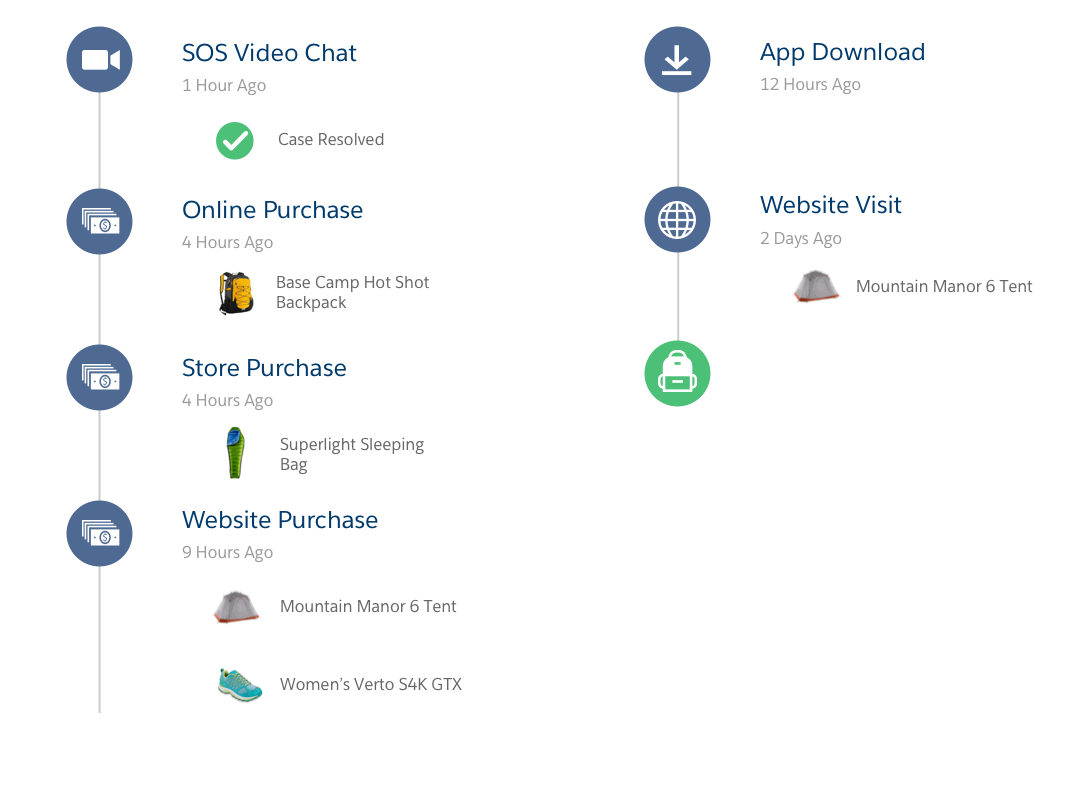 SOS Video Chat
1 Hour Ago
Case Resolved
Online Purchase
4 Hours Ago
Base Camp Hot Shot
Backpack
Store Purchase
4 Hours Ago
Superlight Sleeping
Bag
Website Purchase
9 Hours Ago
Mountain Manor 6 Tent
Women’s Verto S4K GTX
App Download
12 Hours Ago
Website Visit
2 Days Ago
Mountain Manor 6 Tent